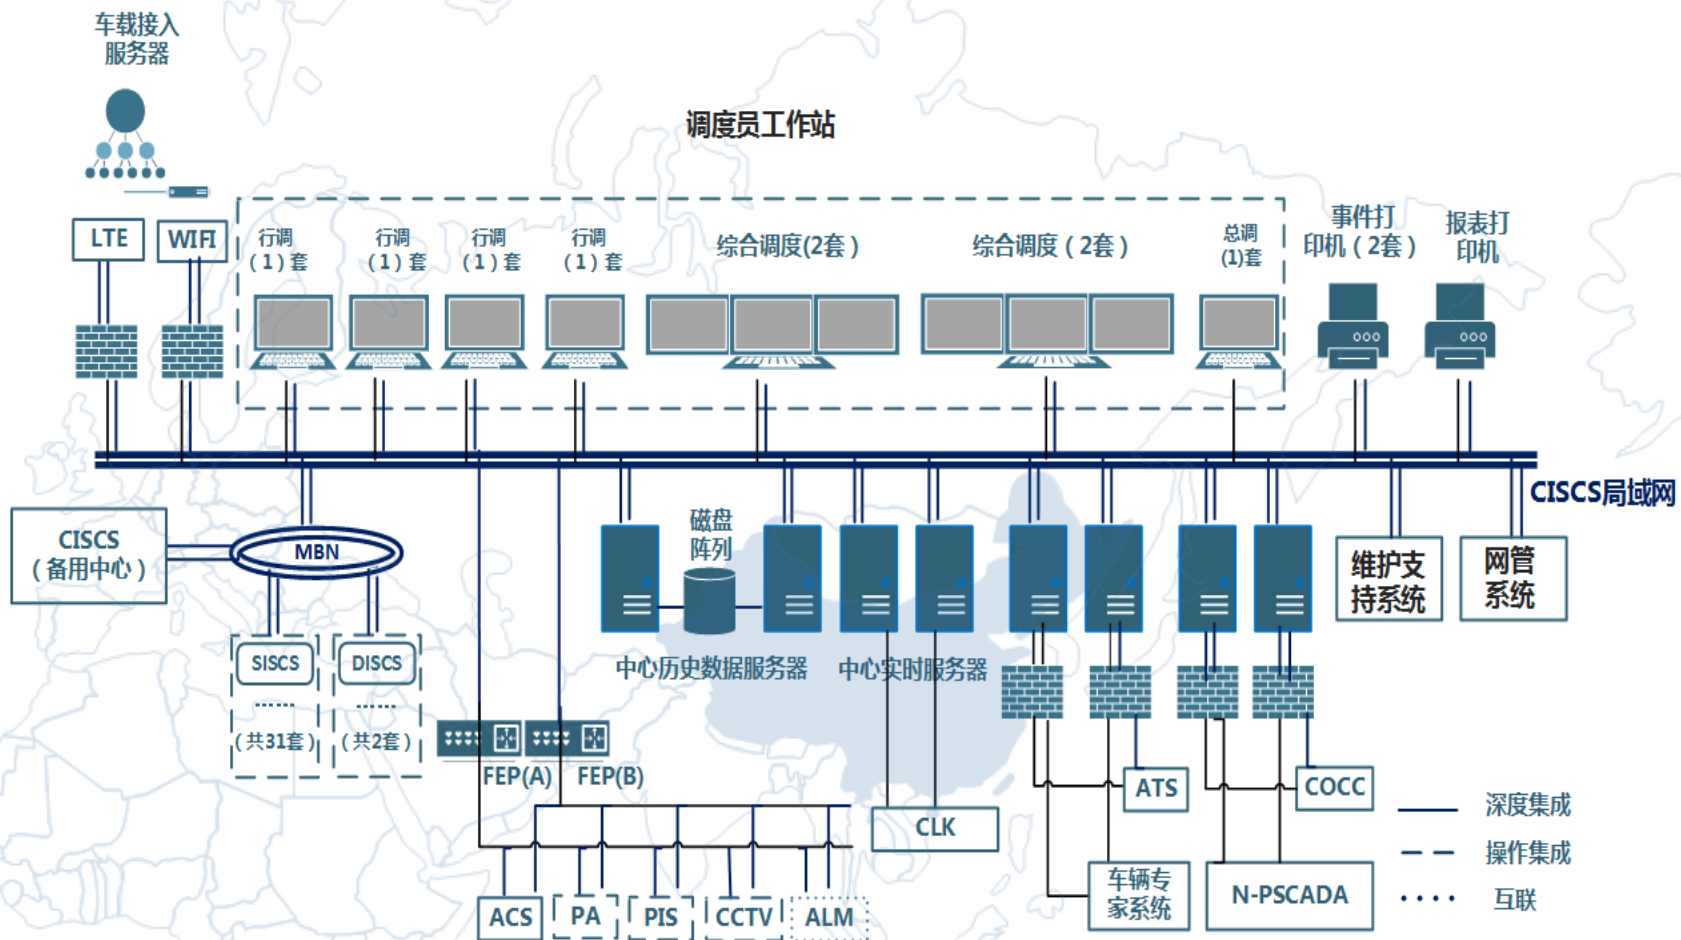 车载接入
服务器
调度员工作站
LTE
WIFI
行调
（1）套
行调
（1）套
行调
（1）套
行调
（1）套
综合调度(2套）
综合调度（2套）
总调
(1)套
事件打
印机（2套）
报表打
印机
CISCS局域网
CISCS
（备用中心）
MBN
磁盘
阵列
维护支
持系统
网管
系统
SISCS
DISCS
（共31套）
（共2套）
中心历史数据服务器
中心实时服务器
FEP(A)
FEP(B)
ATS
COCC
CLK
车辆专
家系统
N-PSCADA
ACS
PA
PIS
CCTV
ALM
深度集成
操作集成
互联